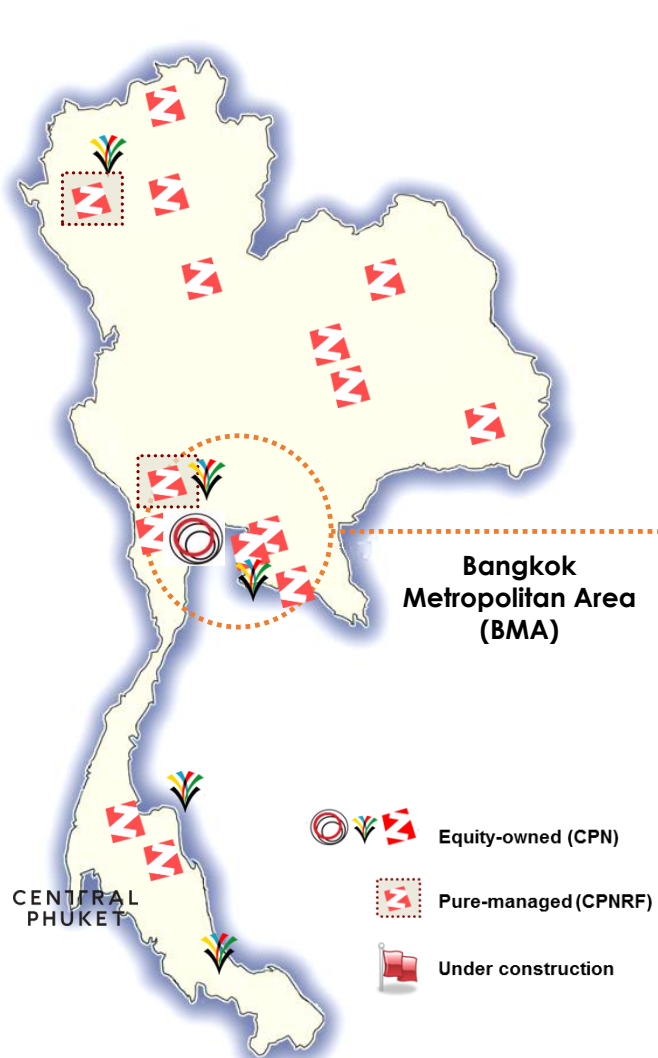 Bangkok
Metropolitan Area
(BMA)
Equity-owned (CPN)
CENTRAL
PHUKET
Pure-managed (CPNRF)
Under construction